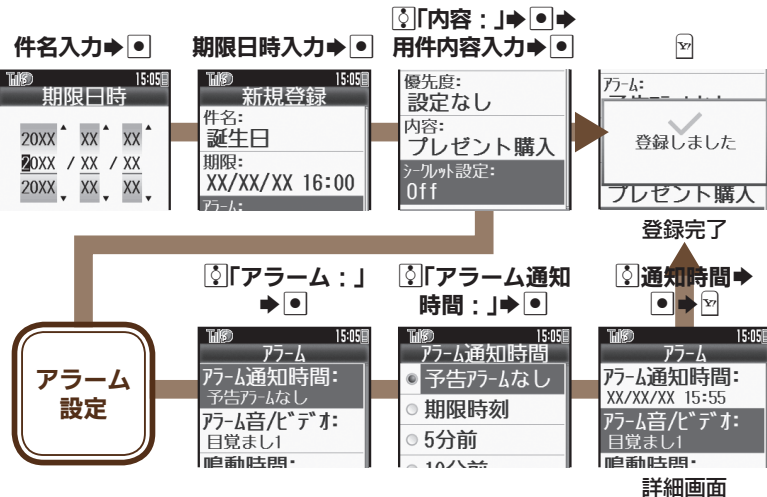 件名入力➡
15:05
期限日時
20XX XX XX
20XX / XX / XX
20XX XX XX
期限日時入力➡
15:05
新規登録
件名:
誕生日
期限:
XX/XX/XX 16:00
ｱﾗｰﾑ:
「内容：」➡ ➡
用件内容入力➡
優先度:
設定なし
内容:
プレゼント購入
ｼｰｸﾚｯﾄ設定:
Off
Y!
ｱﾗｰﾑ:
登録しました
プレゼント購入
登録完了
アラーム
設定
「アラーム：」
➡
15:05
ｱﾗｰﾑ
ｱﾗｰﾑ通知時間:
予告ｱﾗｰﾑなし
ｱﾗｰﾑ音/ﾋﾞﾃﾞｵ:
目覚まし1
鳴動時間:
「アラーム通知
時間：」➡
15:05
ｱﾗｰﾑ通知時間
予告ｱﾗｰﾑなし
期限時刻
5分前
10分前
通知時間➡
➡ Y!
15:05
ｱﾗｰﾑ
ｱﾗｰﾑ通知時間:
XX/XX/XX 15:55
ｱﾗｰﾑ音/ﾋﾞﾃﾞｵ:
目覚まし1
鳴動時間:
詳細画面